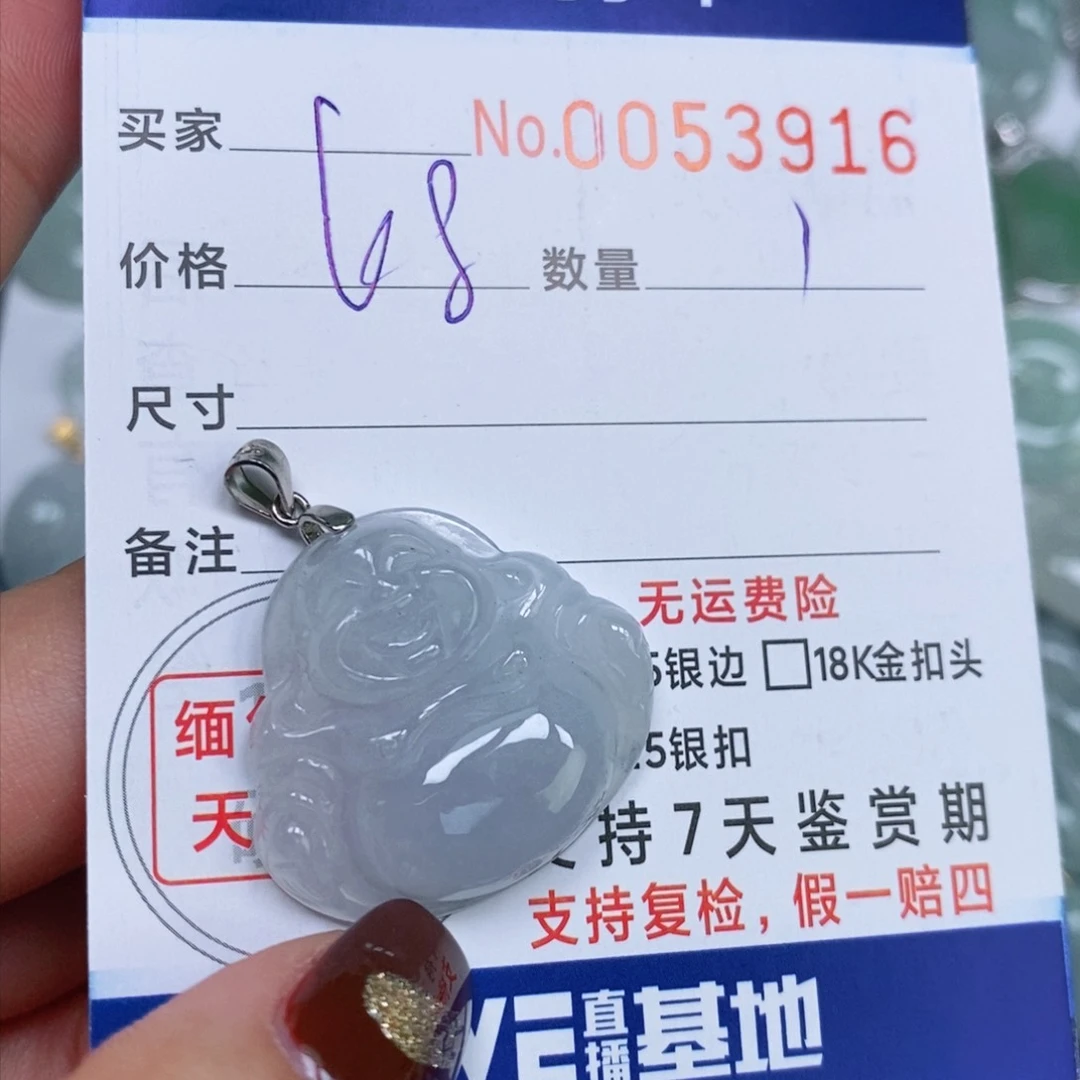 买家 No.0053916
价格 68 数量 1
尺寸
备注
无运费险
5银边 □18K金扣头
5银扣
持7天鉴赏期
支持复检，假一赔四
缅
天
直播基地